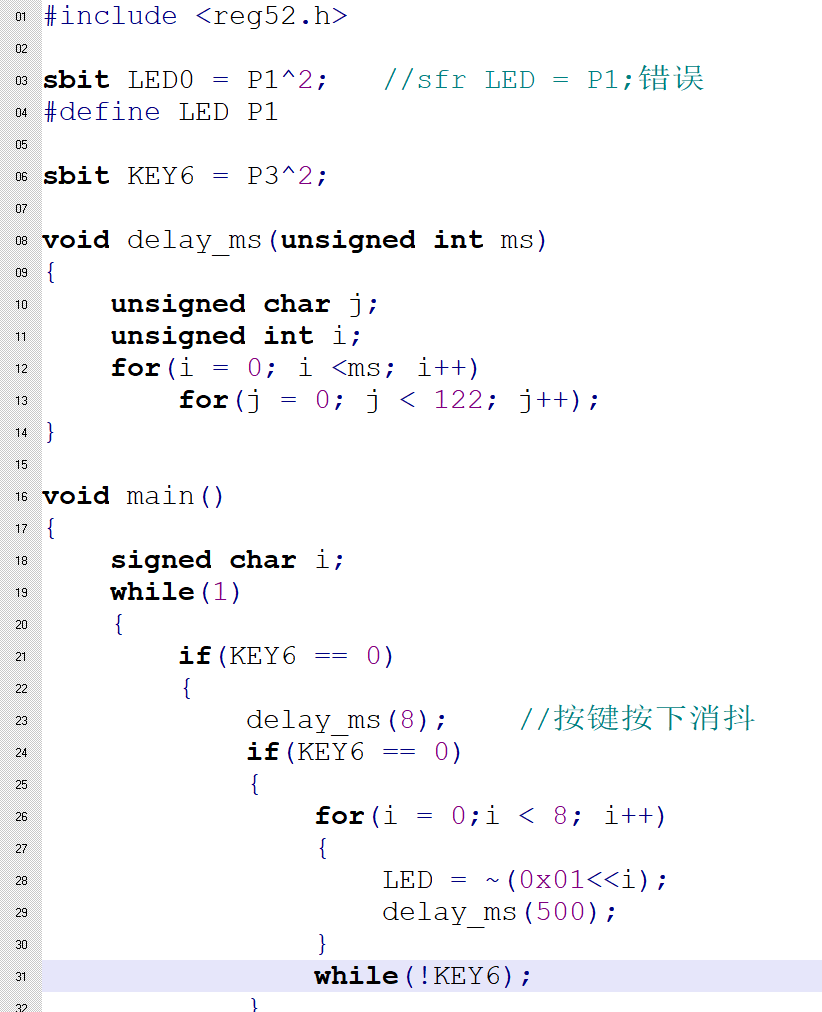 01 #include <reg52.h>
02
03 sbit LED0 = P1^2;   //sfr LED = P1;错误
04 #define LED P1
05
06 sbit KEY6 = P3^2;
07
08 void delay_ms(unsigned int ms)
09 {
10     unsigned char j;
11     unsigned int i;
12     for(i = 0; i <ms; i++)
13         for(j = 0; j < 122; j++);
14 }
15
16 void main()
17 {
18     signed char i;
19     while(1)
20     {
21         if(KEY6 == 0)
22         {
23             delay_ms(8);    //按键按下消抖
24             if(KEY6 == 0)
25             {
26                 for(i = 0;i < 8; i++)
27                 {
28                     LED = ~(0x01<<i);
29                     delay_ms(500);
30                 }
31                 while(!KEY6);
32             }